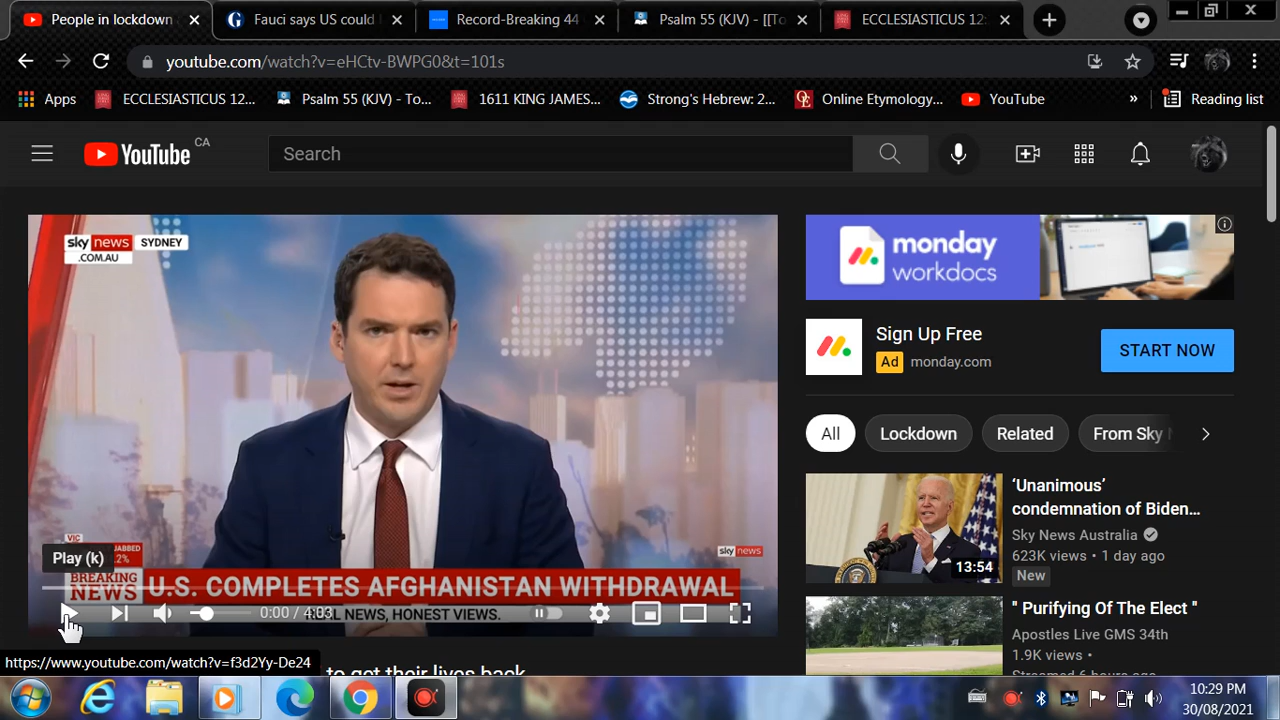 People in lockdown
Fauci says US could
Record-Breaking 44
Psalm 55 (KJV) - [[To
ECCLESIASTICUS 12:
youtube.com/watch?v=eHCtv-BWPG0&t=101s
Apps
ECCLESIASTICUS 12...
Psalm 55 (KJV) - To...
1611 KING JAMES...
Strong's Hebrew: 2...
Online Etymology...
YouTube
»
Reading list
YouTube CA
Search
sky news SYDNEY
.COM.AU
monday
workdocs
Sign Up Free
Ad monday.com
START NOW
All
Lockdown
Related
From Sky
'Unanimous'
condemnation of Biden...
Sky News Australia
623K views • 1 day ago
New
13:54
" Purifying Of The Elect "
Apostles Live GMS 34th
1.9K views •
Streamed 6 hours ago
sky news
VIC
JABBED
Play (k)
BREAKING
NEWS
U.S. COMPLETES AFGHANISTAN WITHDRAWAL
0:00 / 4:03
NEWS, HONEST VIEWS.
https://www.youtube.com/watch?v=f3d2Yy-De24
to get their lives back
10:29 PM
30/08/2021